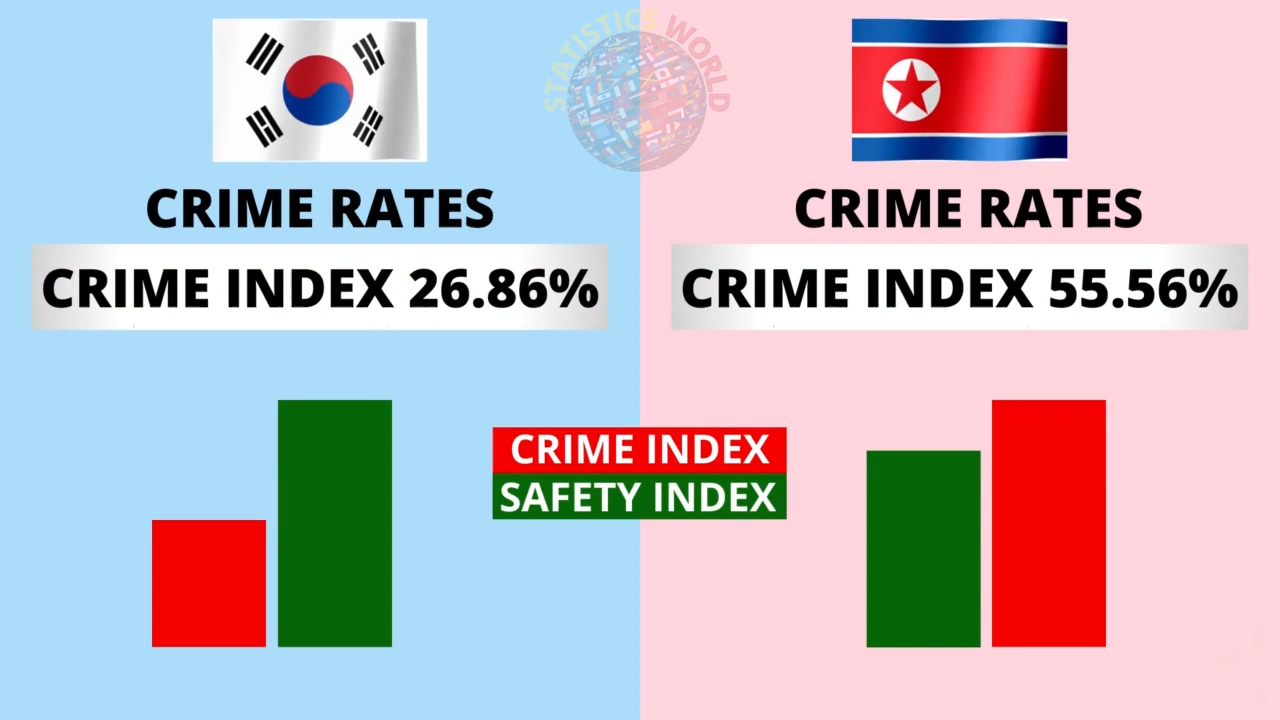 STATISTICS WORLD
CRIME RATES
CRIME INDEX 26.86%
CRIME RATES
CRIME INDEX 55.56%
CRIME INDEX
SAFETY INDEX